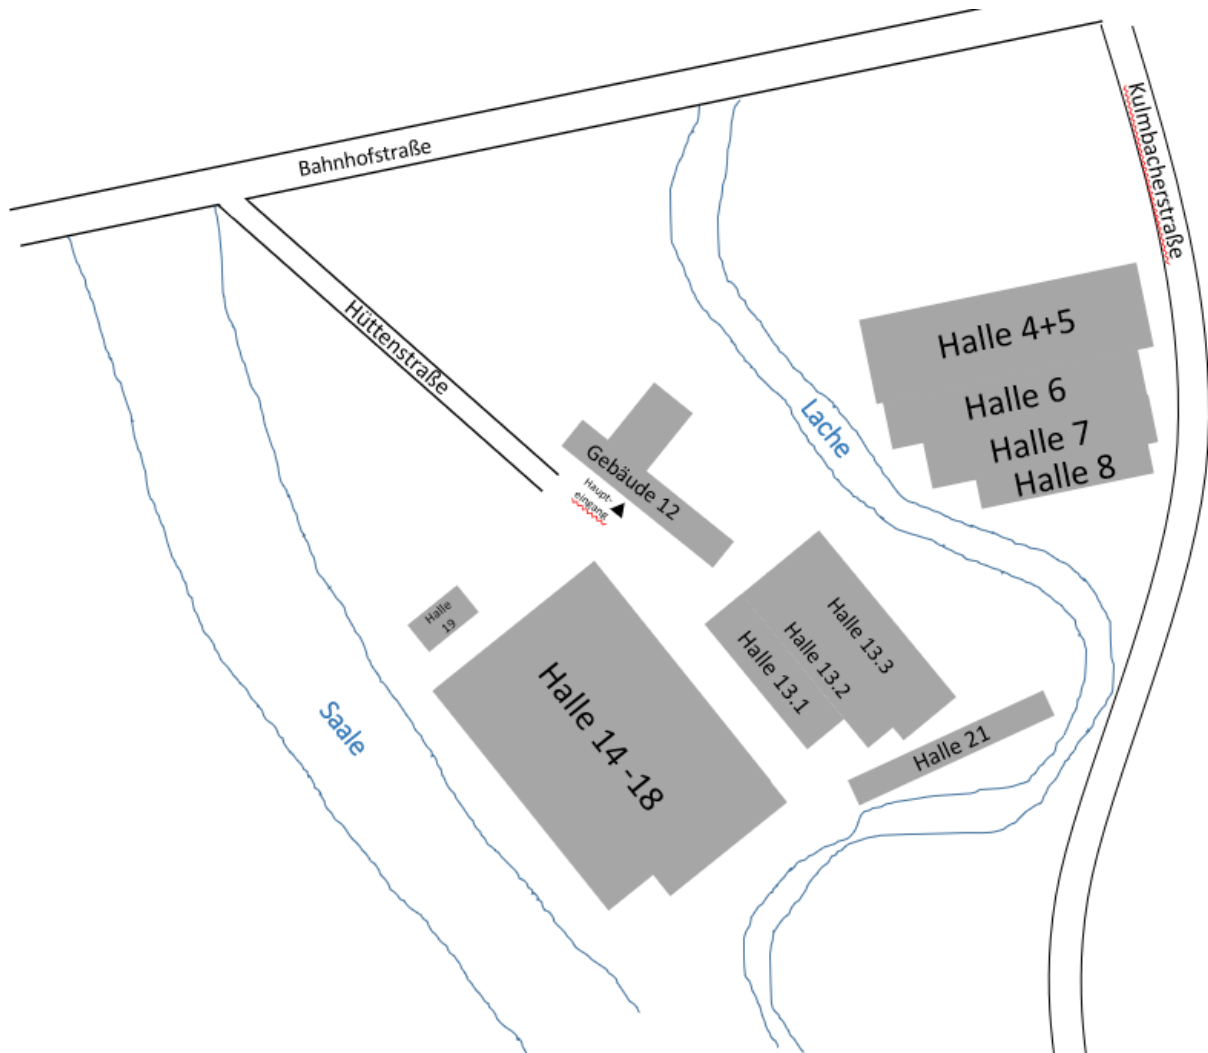 Bahnhofstraße
Kulmbacherstraße
Hüttenstraße
Halle 4+5
Halle 6
Halle 7
Halle 8
Lache
Gebäude 12
Haupt-
eingang
Halle
19
Halle 13.3
Halle 13.2
Halle 13.1
Halle 14 -18
Saale
Halle 21